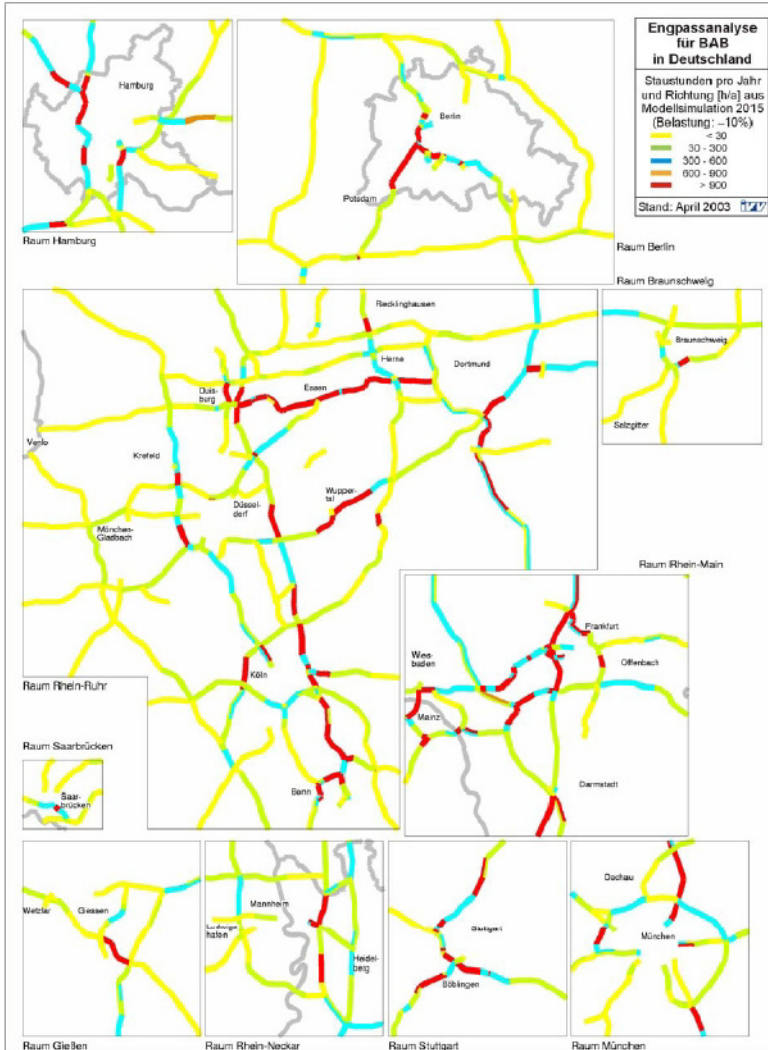 Engpassanalyse
für BAB
in Deutschland
Staustunden pro Jahr
und Richtung [h/a] aus
Modellsimulation 2015
(Belastung: –10%)
< 30
30 - 300
300 - 600
600 - 900
> 900
Stand: April 2003 IVV
Hamburg
Raum Hamburg
Berlin
Potsdam
Raum Berlin
Raum Braunschweig
Braunschweig
Salzgitter
Recklinghausen
Herne
Dortmund
Duis-
burg
Essen
Venlo
Krefeld
Wupper-
tal
Düssel-
dorf
Mönchen-
Gladbach
Köln
Bonn
Raum Rhein-Ruhr
Raum Rhein-Main
Frankfurt
Wies-
baden
Offenbach
Mainz
Darmstadt
Raum Saarbrücken
Saar-
brücken
Wetzlar
Giessen
Raum Gießen
Mannheim
Ludwigs-
hafen
Heidel-
berg
Raum Rhein-Neckar
Stuttgart
Böblingen
Raum Stuttgart
Dachau
München
Raum München